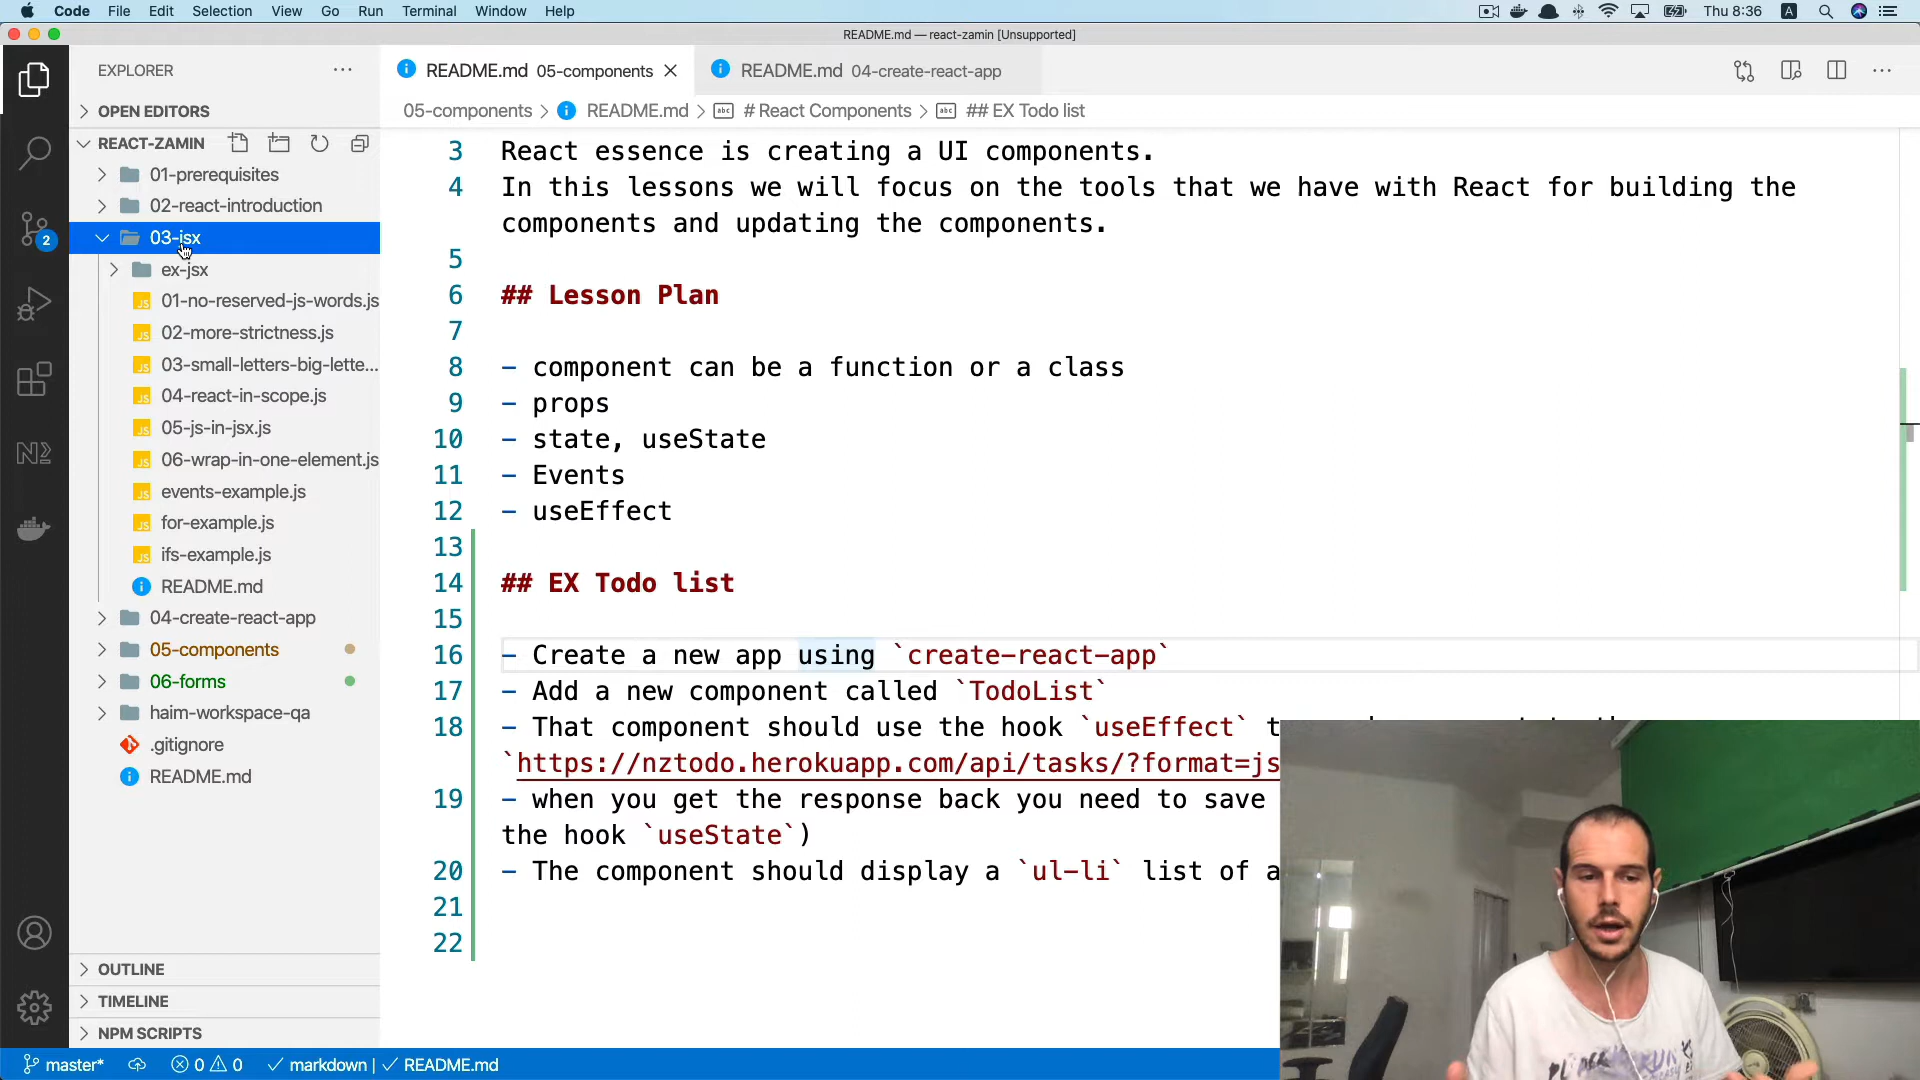 Code File Edit Selection View Go Run Terminal Window Help Thu 8:36 A
README.md — react-zamin [Unsupported]
EXPLORER
README.md 05-components
README.md 04-create-react-app
OPEN EDITORS
05-components > README.md > # React Components > ## EX Todo list
REACT-ZAMIN
01-prerequisites
02-react-introduction
03-jsx
ex-jsx
01-no-reserved-js-words.js
02-more-strictness.js
03-small-letters-big-lette...
04-react-in-scope.js
05-js-in-jsx.js
06-wrap-in-one-element.js
events-example.js
for-example.js
ifs-example.js
README.md
04-create-react-app
05-components
06-forms
haim-workspace-qa
.gitignore
README.md
OUTLINE
TIMELINE
NPM SCRIPTS
2
3 React essence is creating a UI components.
4 In this lessons we will focus on the tools that we have with React for building the
components and updating the components.
5
6 ## Lesson Plan
7
8 - component can be a function or a class
9 - props
10 - state, useState
11 - Events
12 - useEffect
13
14 ## EX Todo list
15
16 - Create a new app using `create-react-app`
17 - Add a new component called `TodoList`
18 - That component should use the hook `useEffect` t
`https://nztodo.herokuapp.com/api/tasks/?format=js
19 - when you get the response back you need to save
the hook `useState`)
20 - The component should display a `ul-li` list of a
21
22
master* 0 0 markdown | README.md